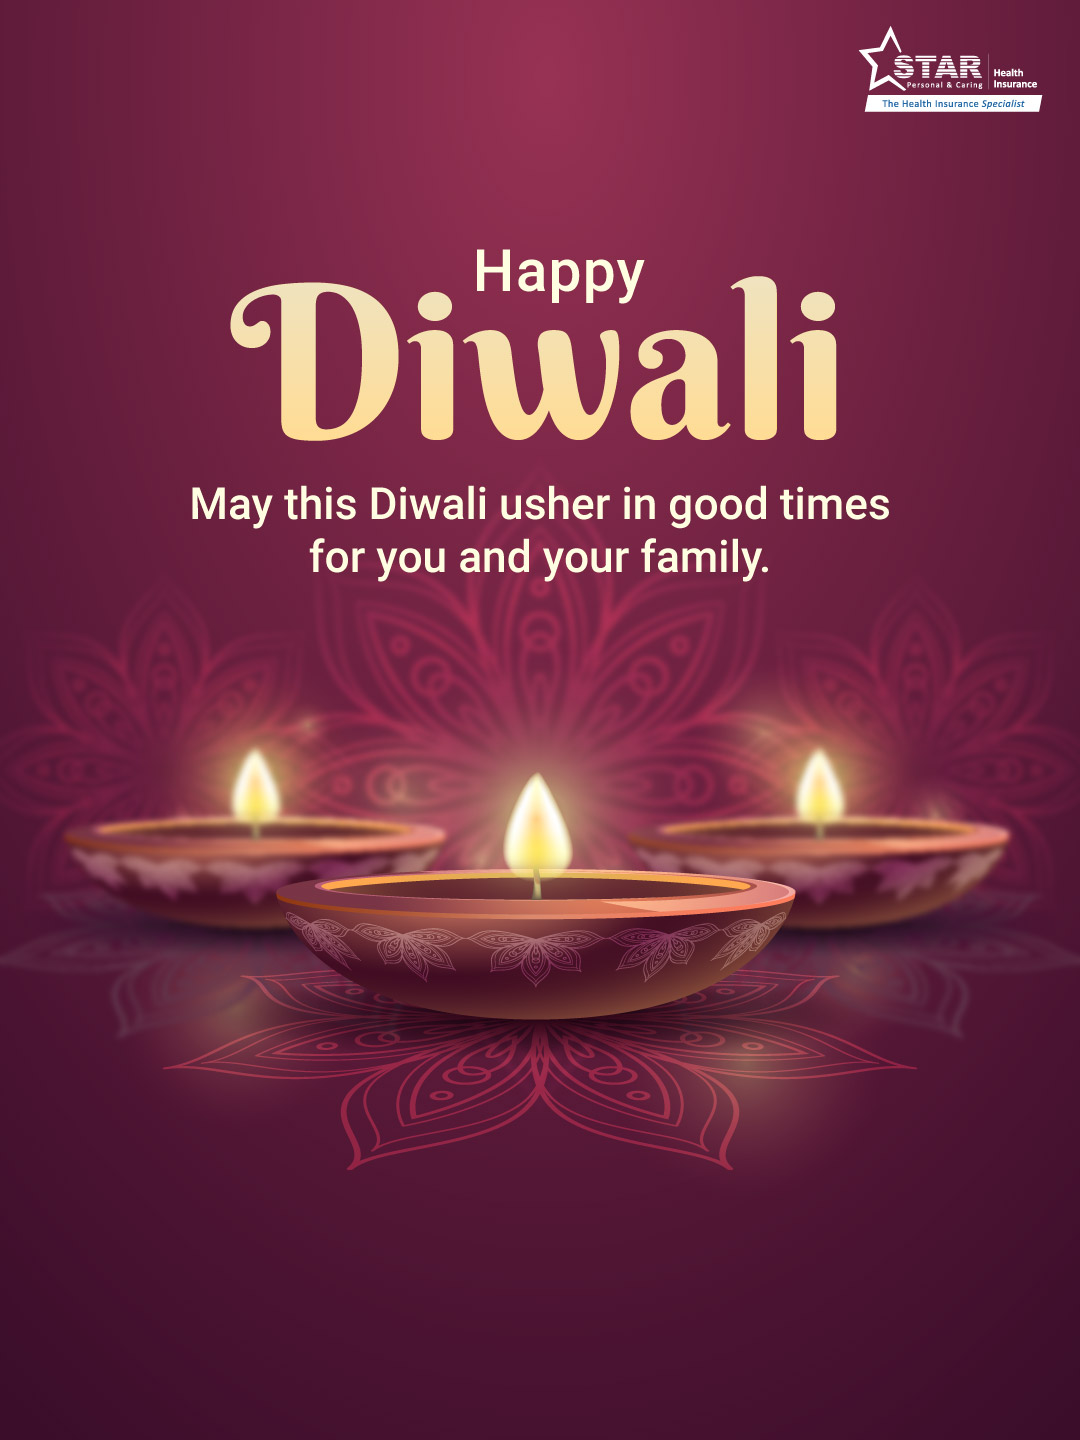 STAR
Health
Insurance
Personal & Caring
The Health Insurance Specialist
Happy
Diwali
May this Diwali usher in good times
for you and your family.